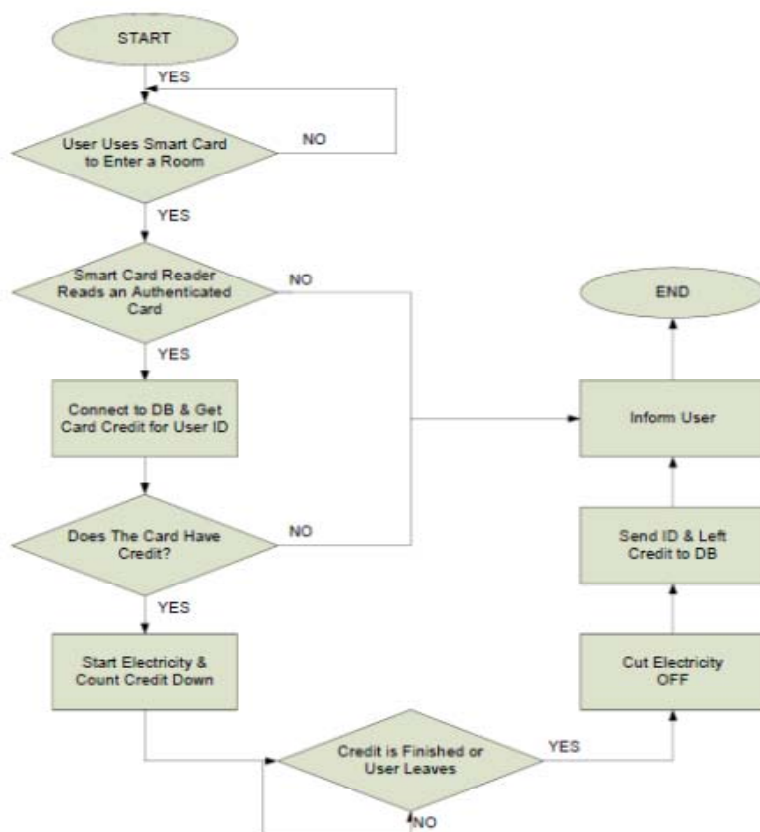 START
YES
User Uses Smart Card
to Enter a Room
NO
YES
Smart Card Reader
Reads an Authenticated
Card
NO
YES
Connect to DB & Get
Card Credit for User ID
Does The Card Have
Credit?
NO
YES
Start Electricity &
Count Credit Down
Credit is Finished or
User Leaves
YES
NO
Cut Electricity
OFF
Send ID & Left
Credit to DB
Inform User
END